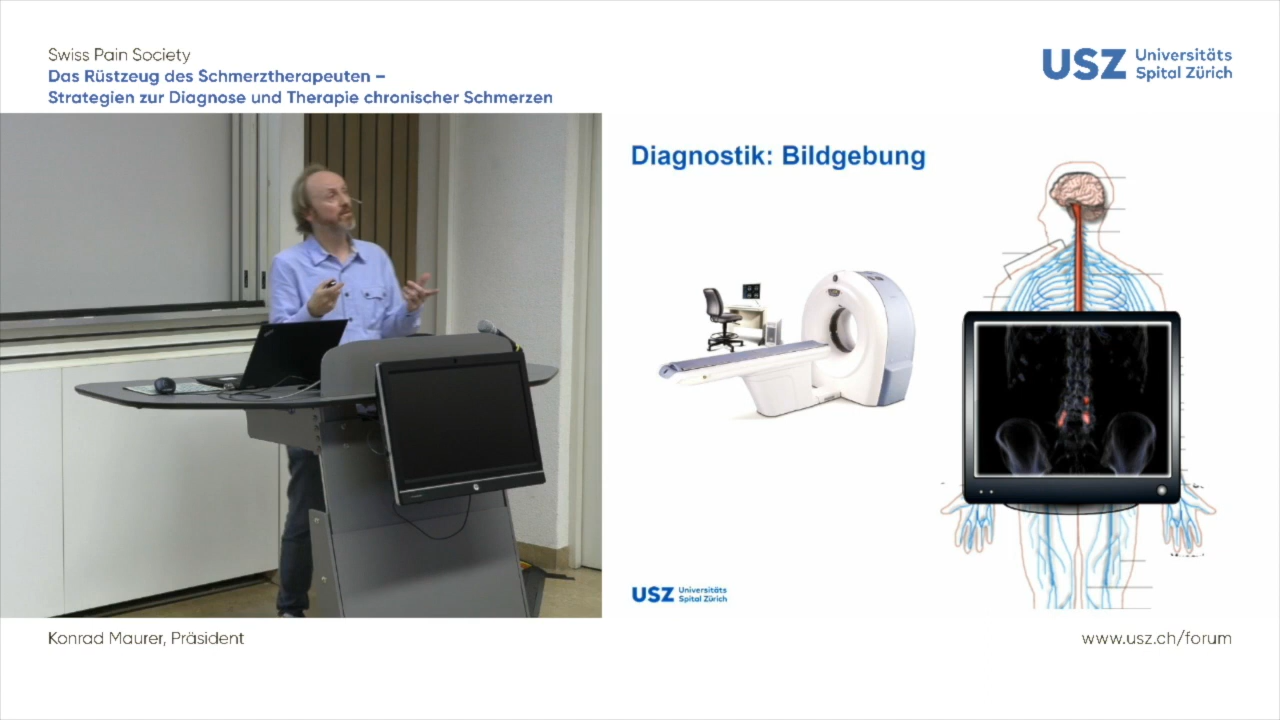 Swiss Pain Society
Das Rüstzeug des Schmerztherapeuten –
Strategien zur Diagnose und Therapie chronischer Schmerzen
USZ Universitäts
Spital Zürich
Diagnostik: Bildgebung
USZ Universitäts
Spital Zürich
Konrad Maurer, Präsident
www.usz.ch/forum